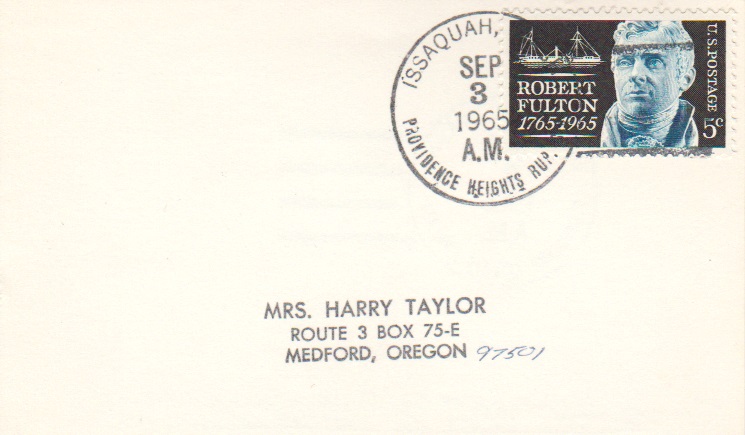 ISSAQUAH,
SEP
3
1965
A.M.
PROVIDENCE HEIGHTS RUR.
ROBERT
FULTON
1765-1965
U.S. POSTAGE
5c
MRS. HARRY TAYLOR
ROUTE 3 BOX 75-E
MEDFORD, OREGON 97501